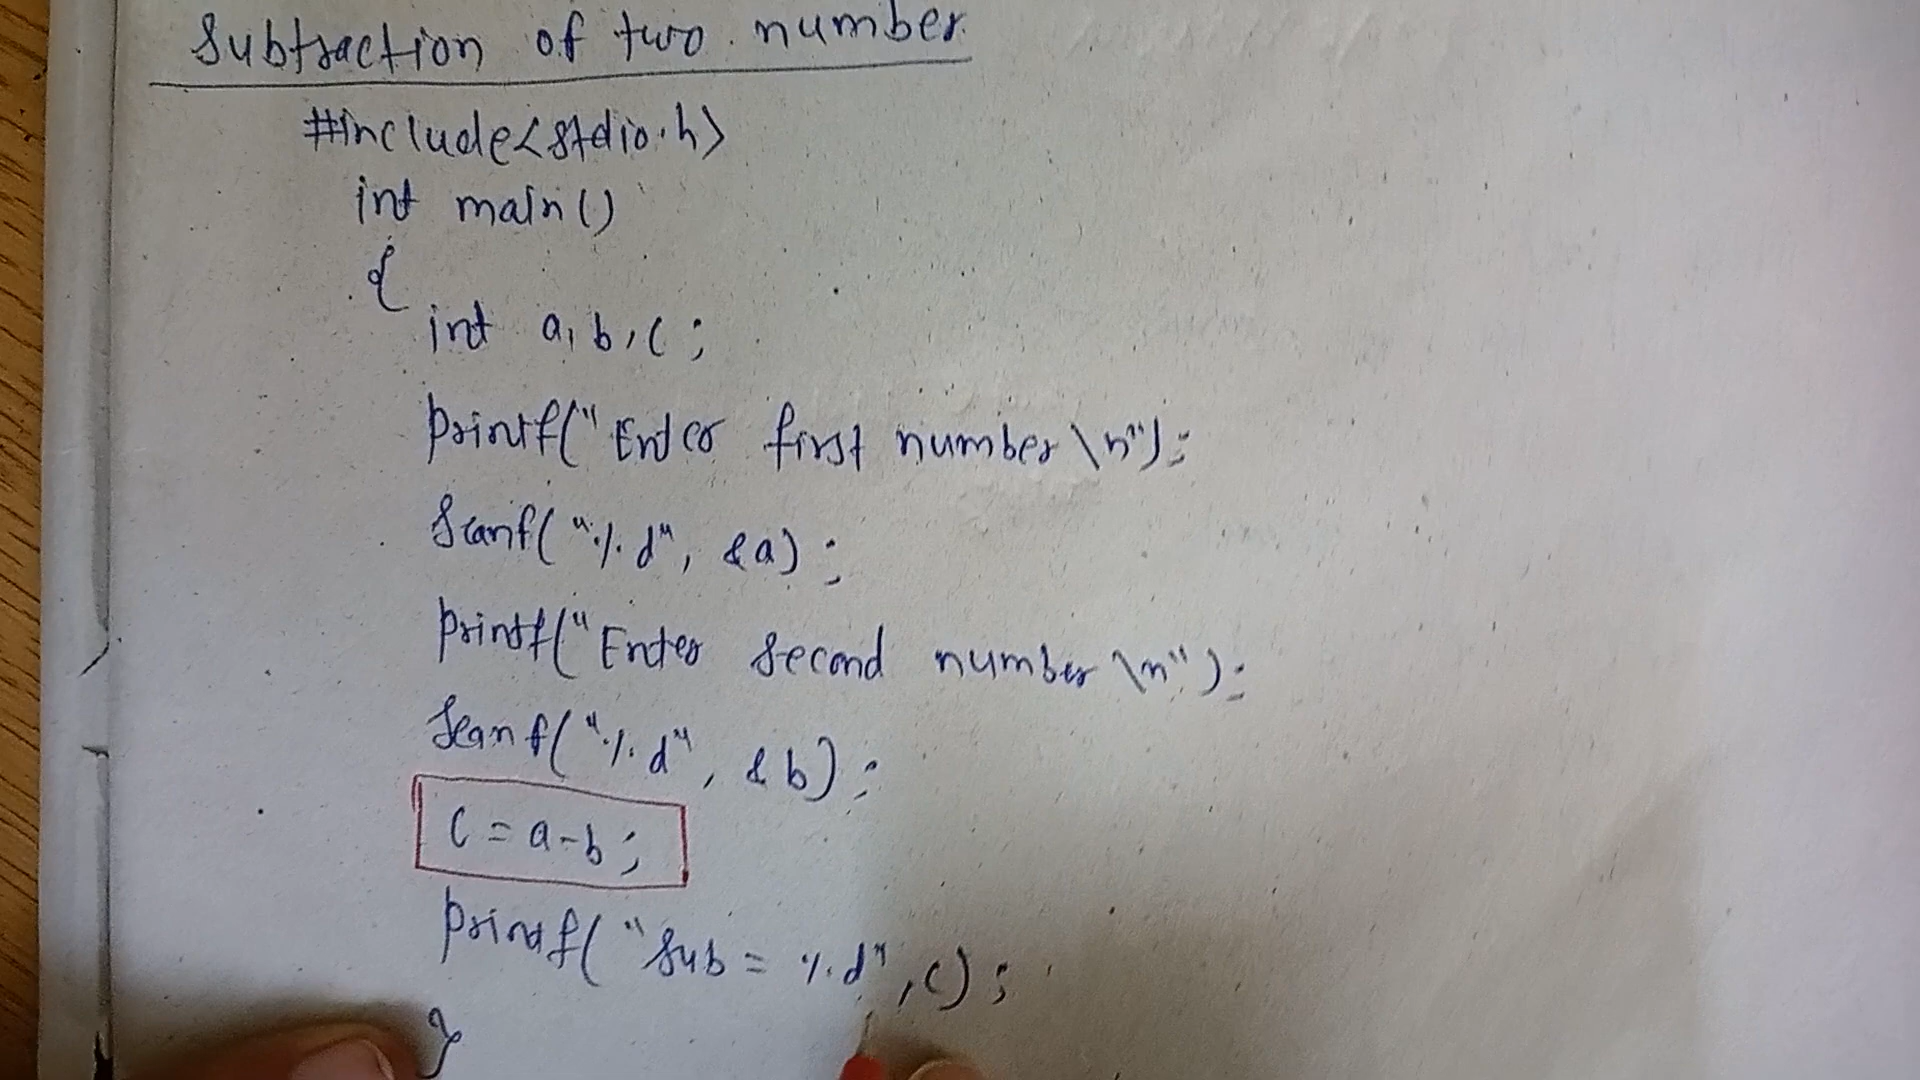 Subtraction of two number
#include<stdio.h>
int main()
{
int a, b, c;
printf("Enter first number \n");
Scanf("%d", &a);
printf("Enter second number \n");
Scanf("%d", &b);
c = a-b;
printf("Sub = %d", c);
}